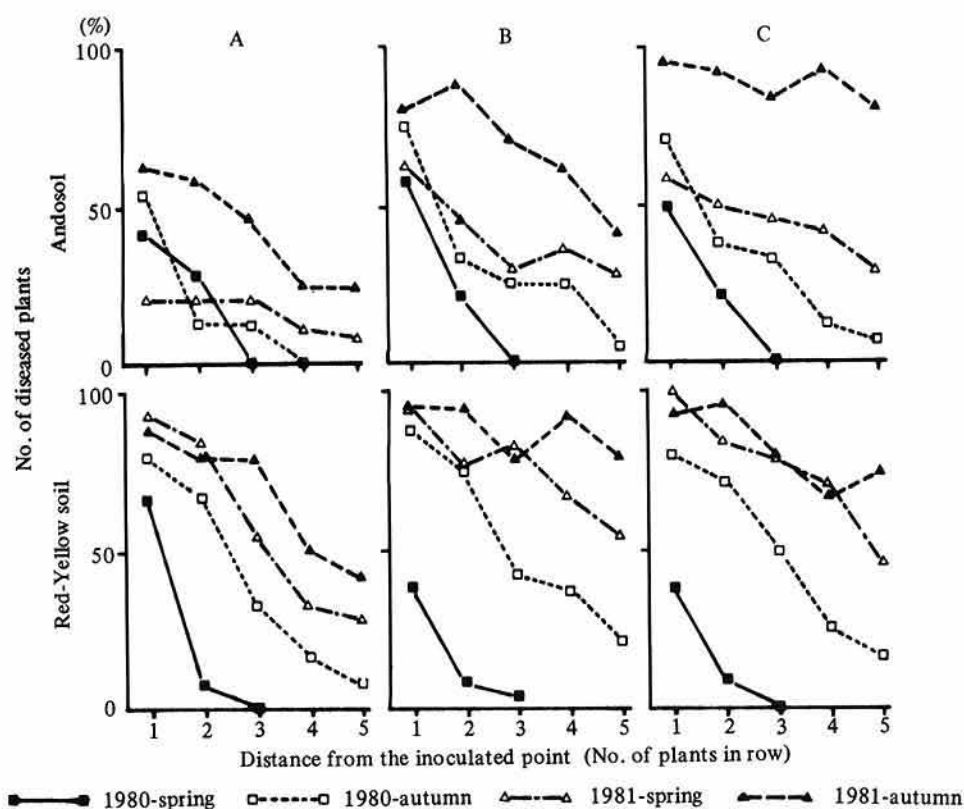 (%)
A
B
C
100
50
0
Andosol
No. of diseased plants
100
50
0
Red-Yellow soil
1 2 3 4 5 1 2 3 4 5 1 2 3 4 5
Distance from the inoculated point (No. of plants in row)
1980-spring 1980-autumn 1981-spring 1981-autumn